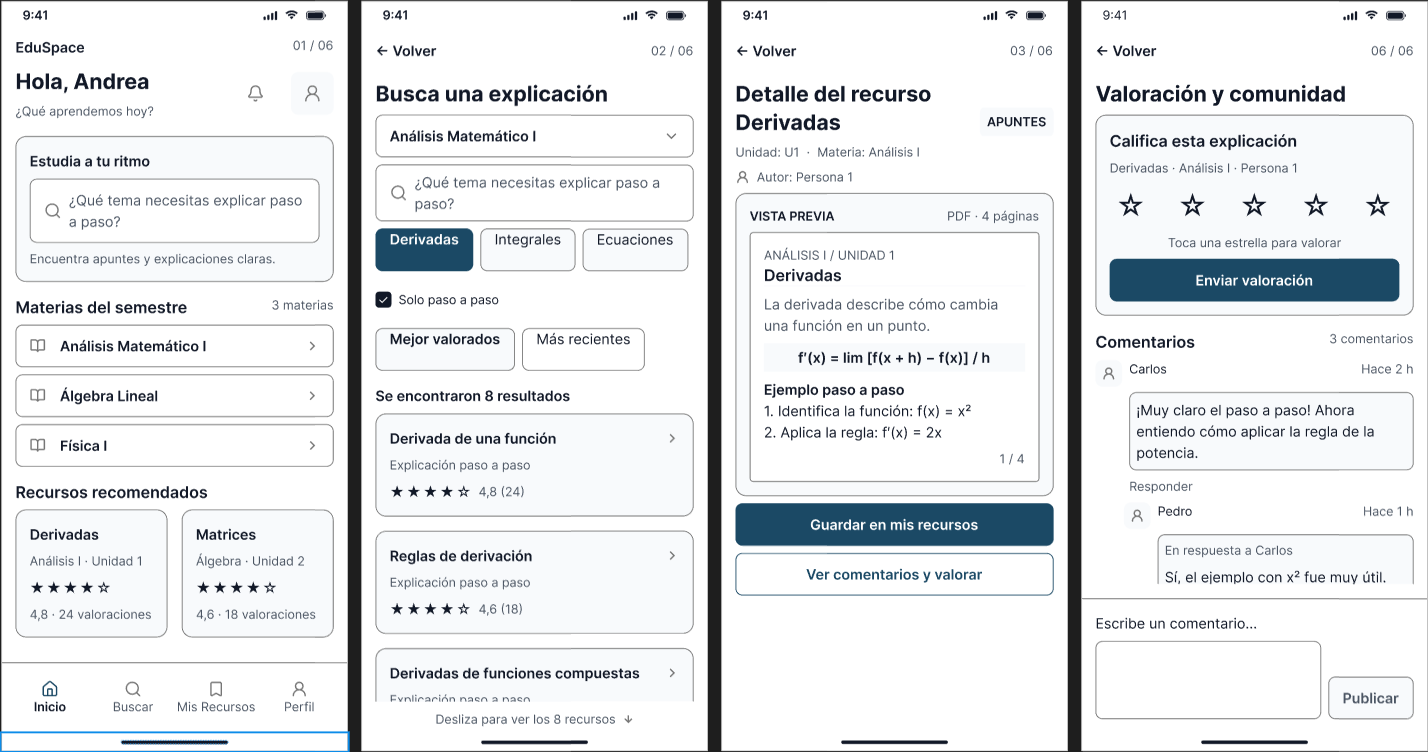 9:41
EduSpace
01 / 06
Hola, Andrea
¿Qué aprendemos hoy?
Estudia a tu ritmo
¿Qué tema necesitas explicar paso
a paso?
Encuentra apuntes y explicaciones claras.
Materias del semestre
3 materias
Análisis Matemático I
Álgebra Lineal
Física I
Recursos recomendados
Derivadas
Análisis I · Unidad 1
★★★★☆
4,8 · 24 valoraciones
Matrices
Álgebra · Unidad 2
★★★★☆
4,6 · 18 valoraciones
Inicio
Buscar
Mis Recursos
Perfil
9:41
← Volver
02 / 06
Busca una explicación
Análisis Matemático I
¿Qué tema necesitas explicar paso a
paso?
Derivadas
Integrales
Ecuaciones
Solo paso a paso
Mejor valorados
Más recientes
Se encontraron 8 resultados
Derivada de una función
Explicación paso a paso
★★★★☆ 4,8 (24)
Reglas de derivación
Explicación paso a paso
★★★★☆ 4,6 (18)
Derivadas de funciones compuestas
Explicación paso a paso
Desliza para ver los 8 recursos ↓
9:41
← Volver
03 / 06
Detalle del recurso
Derivadas
APUNTES
Unidad: U1 · Materia: Análisis I
Autor: Persona 1
VISTA PREVIA
PDF · 4 páginas
ANÁLISIS I / UNIDAD 1
Derivadas
La derivada describe cómo cambia
una función en un punto.
f′(x) = lim [f(x + h) − f(x)] / h
Ejemplo paso a paso
1. Identifica la función: f(x) = x²
2. Aplica la regla: f′(x) = 2x
1 / 4
Guardar en mis recursos
Ver comentarios y valorar
9:41
← Volver
06 / 06
Valoración y comunidad
Califica esta explicación
Derivadas · Análisis I · Persona 1
☆ ☆ ☆ ☆ ☆
Toca una estrella para valorar
Enviar valoración
Comentarios
3 comentarios
Carlos
Hace 2 h
¡Muy claro el paso a paso! Ahora
entiendo cómo aplicar la regla de la
potencia.
Responder
Pedro
Hace 1 h
En respuesta a Carlos
Sí, el ejemplo con x² fue muy útil.
Escribe un comentario...
Publicar